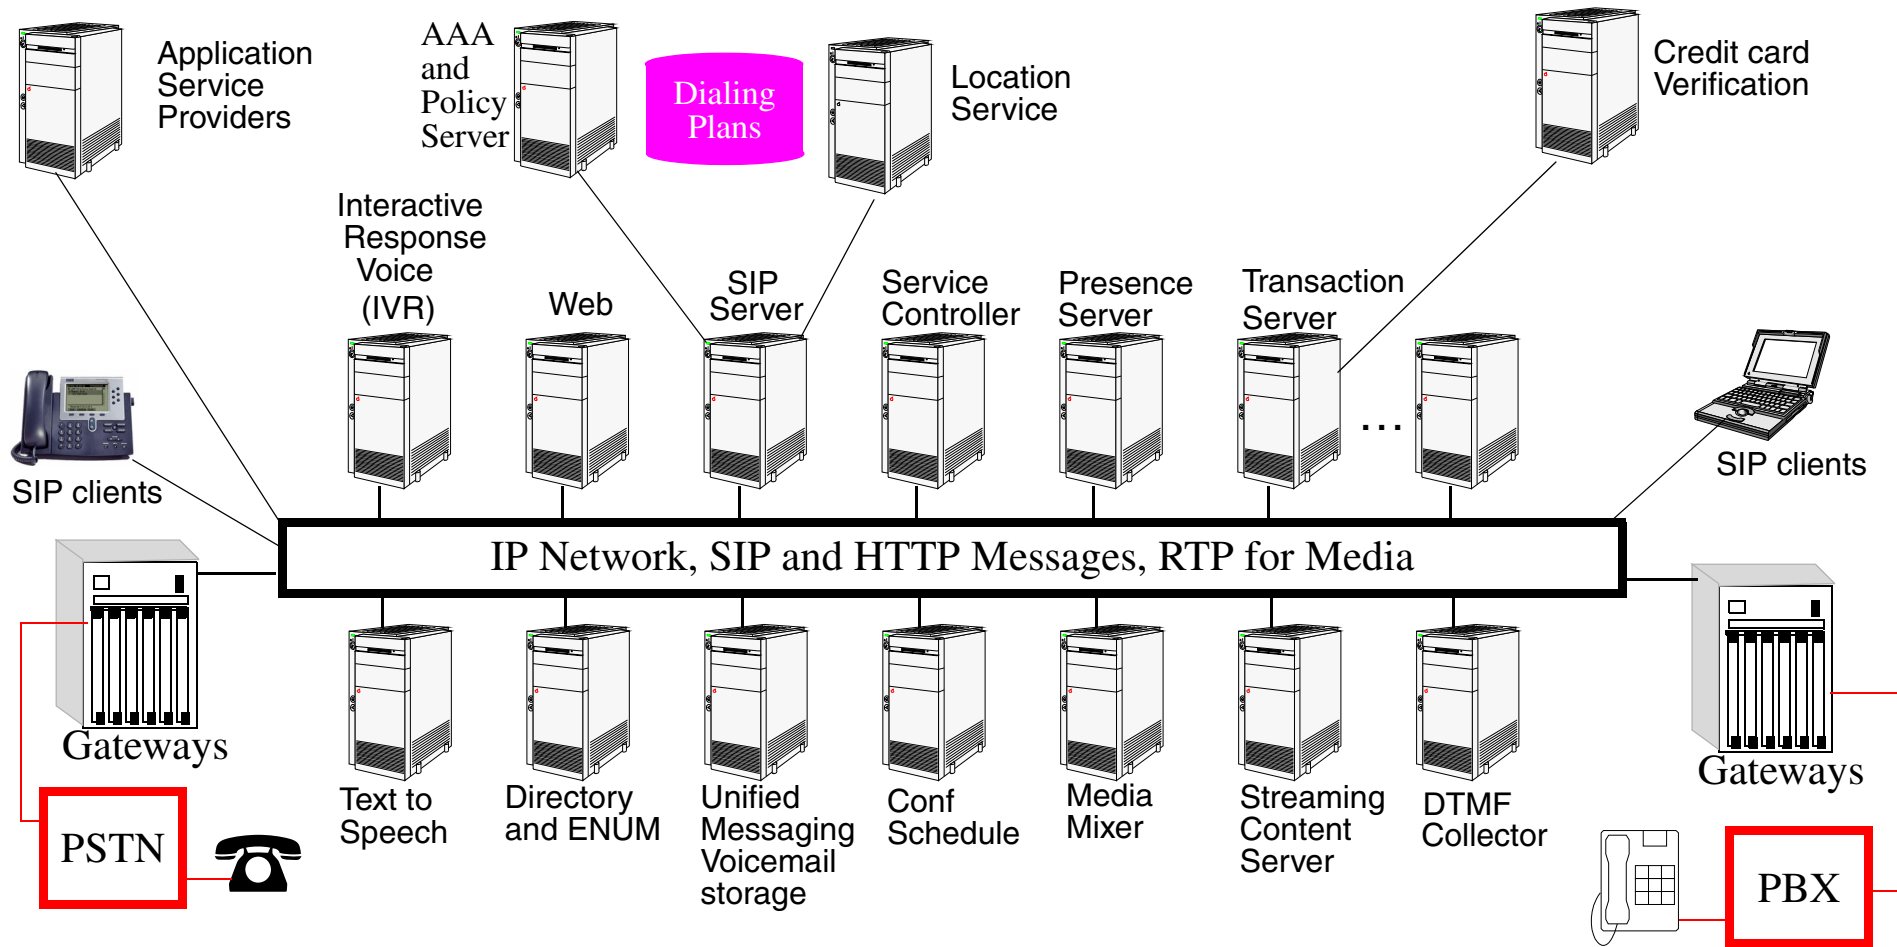 Application
Service
Providers
AAA
and
Policy
Server
Dialing
Plans
Location
Service
Credit card
Verification
Interactive
Response
Voice
(IVR)
Web
SIP
Server
Service
Controller
Presence
Server
Transaction
Server
...
SIP clients
SIP clients
IP Network, SIP and HTTP Messages, RTP for Media
Gateways
Gateways
Text to
Speech
Directory
and ENUM
Unified
Messaging
Voicemail
storage
Conf
Schedule
Media
Mixer
Streaming
Content
Server
DTMF
Collector
PSTN
PBX